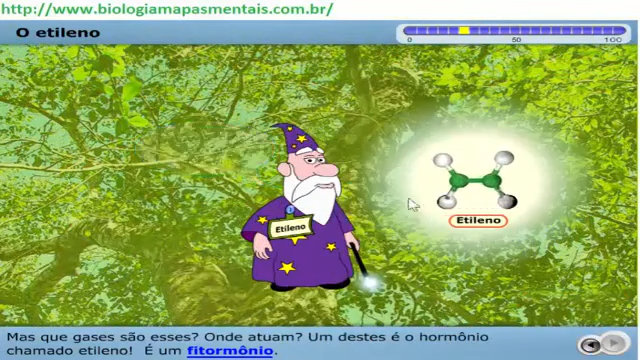 http://www.biologiamapasmentais.com.br/
O etileno
0 50 100
Etileno
Etileno
Mas que gases são esses? Onde atuam? Um destes é o hormônio
chamado etileno! É um fitormônio.